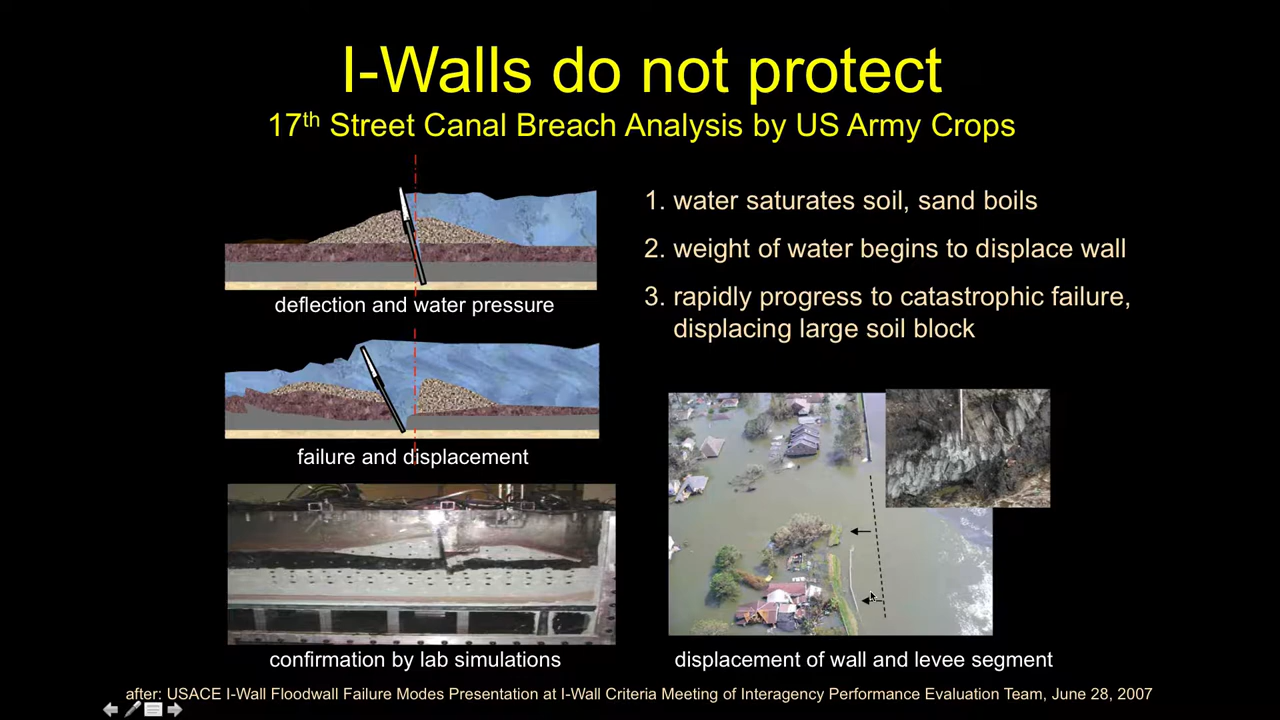 I-Walls do not protect
17th Street Canal Breach Analysis by US Army Crops
1. water saturates soil, sand boils
2. weight of water begins to displace wall
3. rapidly progress to catastrophic failure,
displacing large soil block
deflection and water pressure
failure and displacement
confirmation by lab simulations
displacement of wall and levee segment
after: USACE I-Wall Floodwall Failure Modes Presentation at I-Wall Criteria Meeting of Interagency Performance Evaluation Team, June 28, 2007